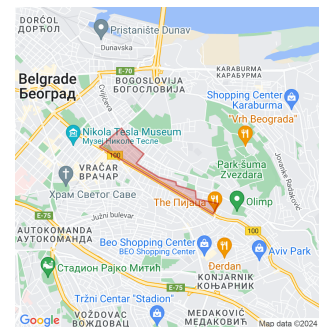 DORĆOL
ДОРЋОЛ
Pristanište Dunav
Dunavska
E-70
KARABURMA
КАРАБУРМА
BOGOSLOVIJA
БОГОСЛОВИЈА
Belgrade
Београд
Cvijićeva
Shopping Center
Karaburma
"Vrh Beograda"
Nikola Tesla Museum
Музеј Николе Тесле
100
VRAČAR
ВРАЧАР
Park-šuma
Zvezdara
Jovanke Radaković
Храм Светог Саве
The Пијаца
Olimp
E-75
Južni bulevar
100
AUTOKOMANDA
АУТОКОМАНДА
Beo Shopping Center
BEO Shopping Center
Aviv Park
Стадион Рајко Митић
Derdan
KONJARNIK
КОЊАРНИК
E-75
Tržni Centar "Stadion"
VOŽDOVAC
ВОЖДОВАЦ
MEDAKOVIĆ
МЕДАКОВИЋ
Google
Map data ©2024